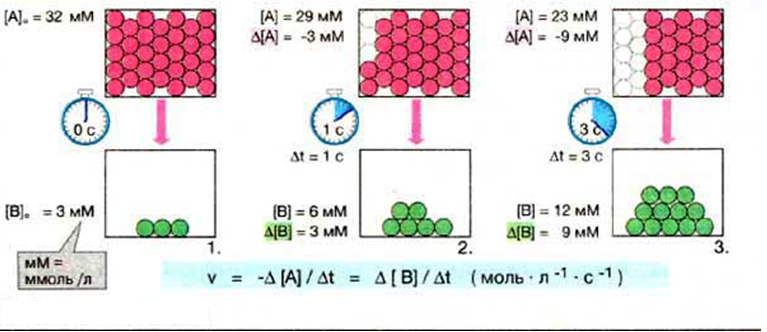 [A]₀ = 32 мМ
0 с
[B]₀ = 3 мМ
мМ =
ммоль/л
1.
[A] = 29 мМ
Δ[A] = -3 мМ
1 с
Δt = 1 с
[B] = 6 мМ
Δ[B] = 3 мМ
2.
[A] = 23 мМ
Δ[A] = -9 мМ
3 с
Δt = 3 с
[B] = 12 мМ
Δ[B] = 9 мМ
3.
v = -Δ [A] / Δt = Δ [ B] / Δt ( моль · л ⁻¹ · с ⁻¹ )